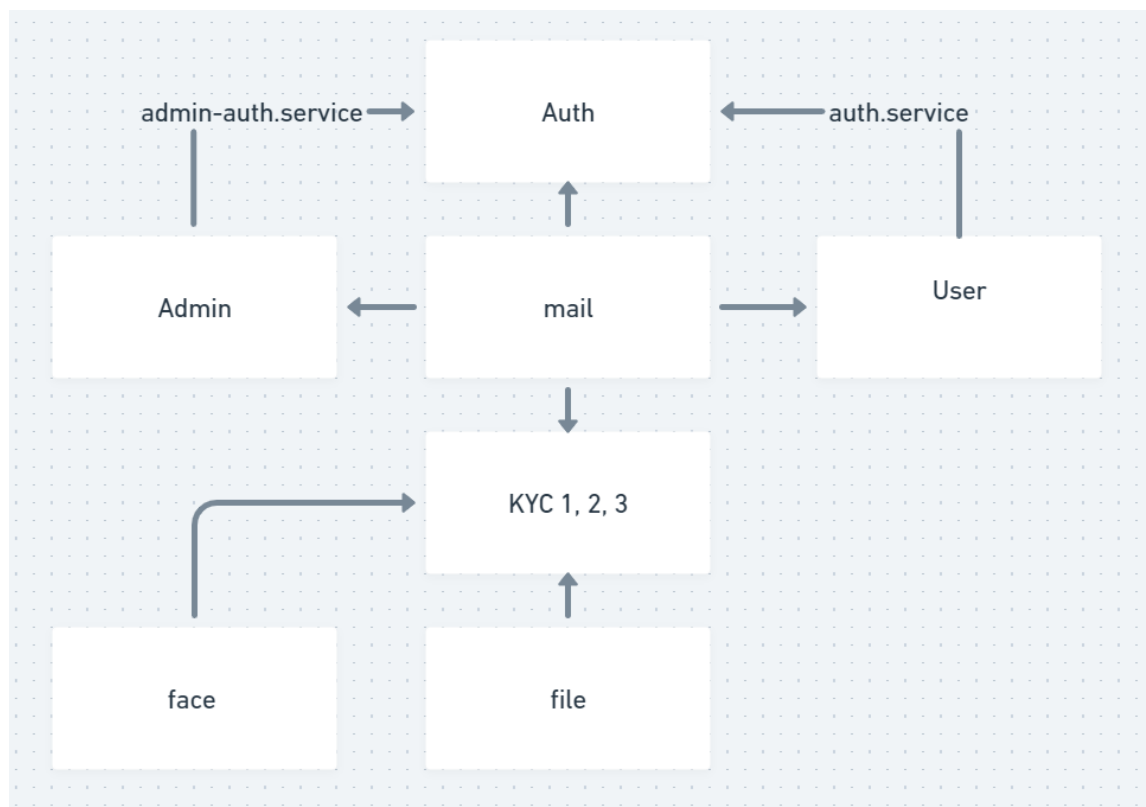 admin-auth.service
Auth
auth.service
Admin
mail
User
KYC 1, 2, 3
face
file